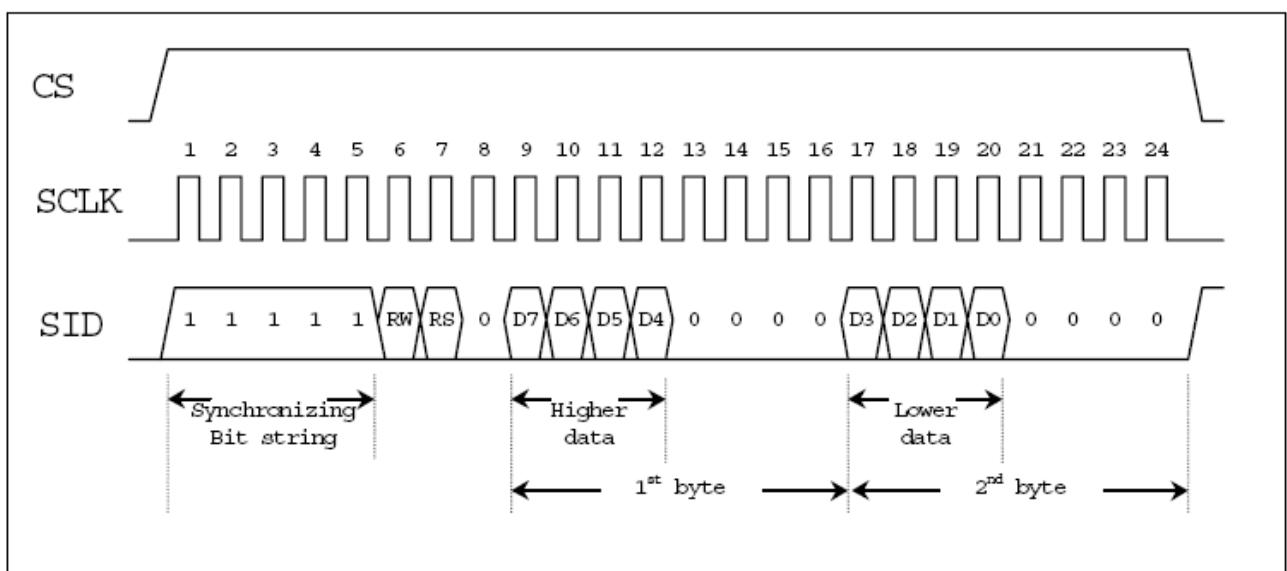 CS
1 2 3 4 5 6 7 8 9 10 11 12 13 14 15 16 17 18 19 20 21 22 23 24
SCLK
SID 1 1 1 1 1 RW RS 0 D7 D6 D5 D4 0 0 0 0 D3 D2 D1 D0 0 0 0 0
Synchronizing
Bit string
Higher
data
Lower
data
1st byte
2nd byte